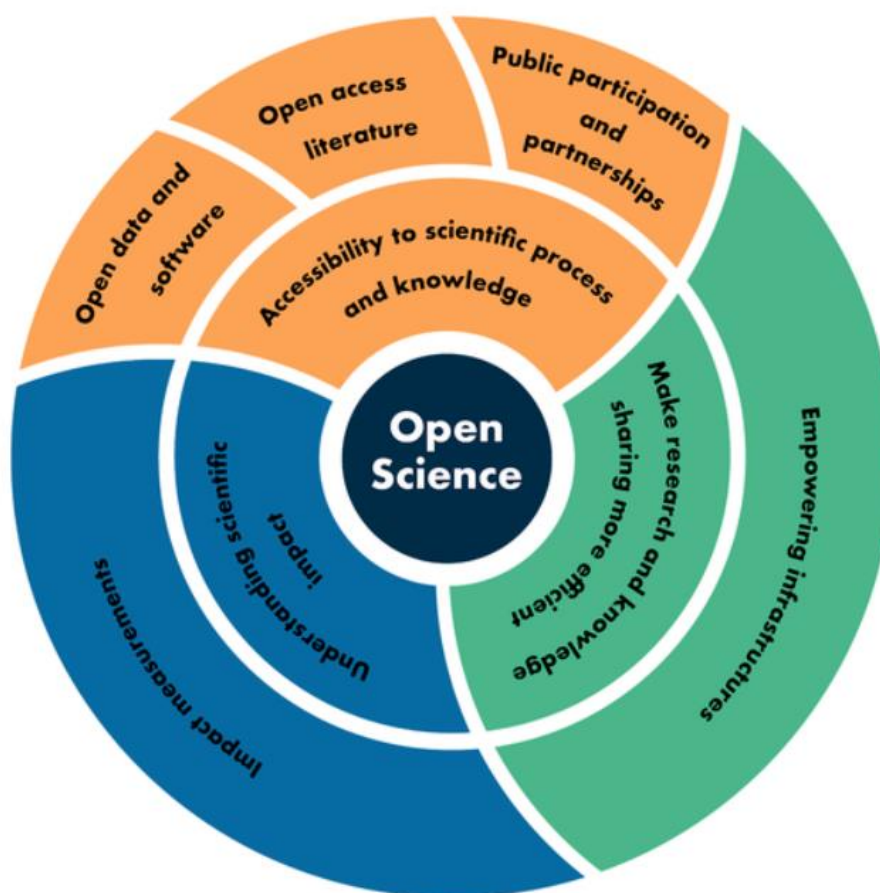 Public participation
and
partnerships
Open access
literature
Open data and
software
Accessibility to scientific process
and knowledge
Open
Science
Make research and knowledge
sharing more efficient
Empowering infrastructures
Understanding scientific
impact
Impact measurements